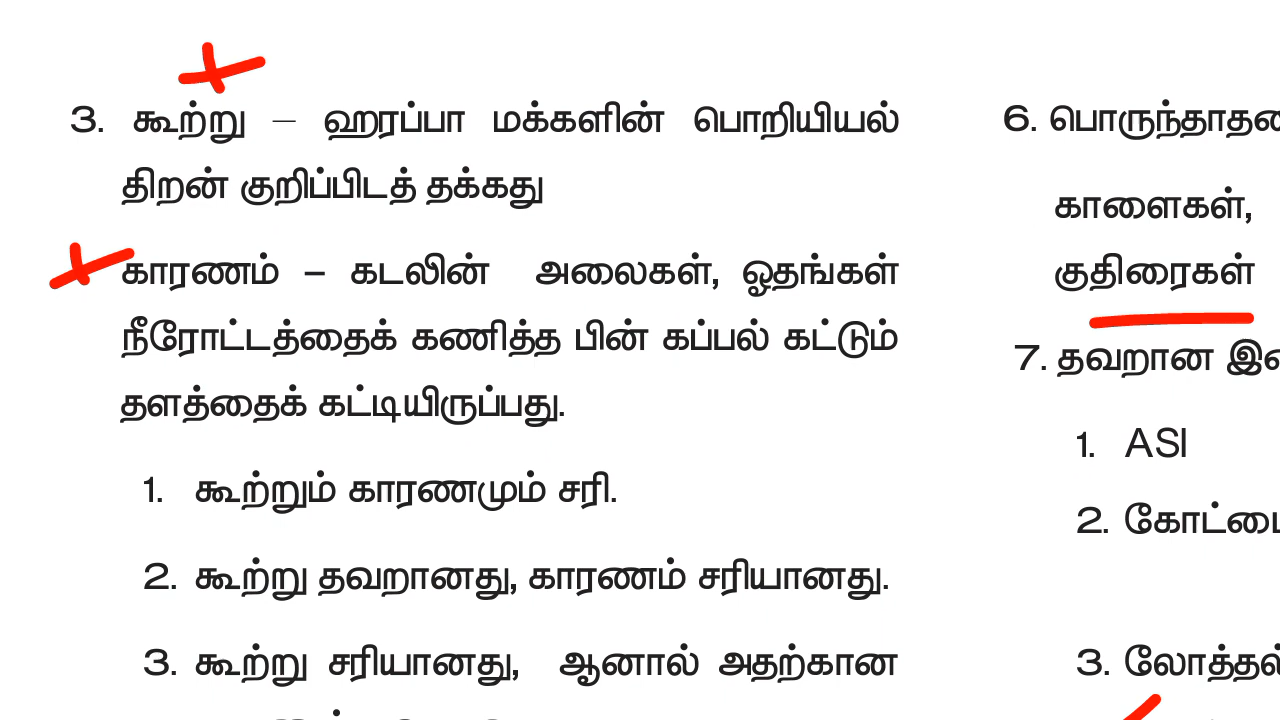 3. கூற்று – ஹரப்பா மக்களின் பொறியியல்
திறன் குறிப்பிடத் தக்கது
காரணம் – கடலின் அலைகள், ஓதங்கள்
நீரோட்டத்தைக் கணித்த பின் கப்பல் கட்டும்
தளத்தைக் கட்டியிருப்பது.
1. கூற்றும் காரணமும் சரி.
2. கூற்று தவறானது, காரணம் சரியானது.
3. கூற்று சரியானது, ஆனால் அதற்கான
6.
காளைகள்,
குதிரைகள்
7. தவறான
1. ASI
2.
3.